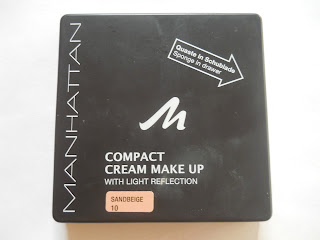 MANHATTAN
Quaste in Schublade
Sponge in drawer
M
COMPACT
CREAM MAKE UP
WITH LIGHT REFLECTION
SANDBEIGE
10